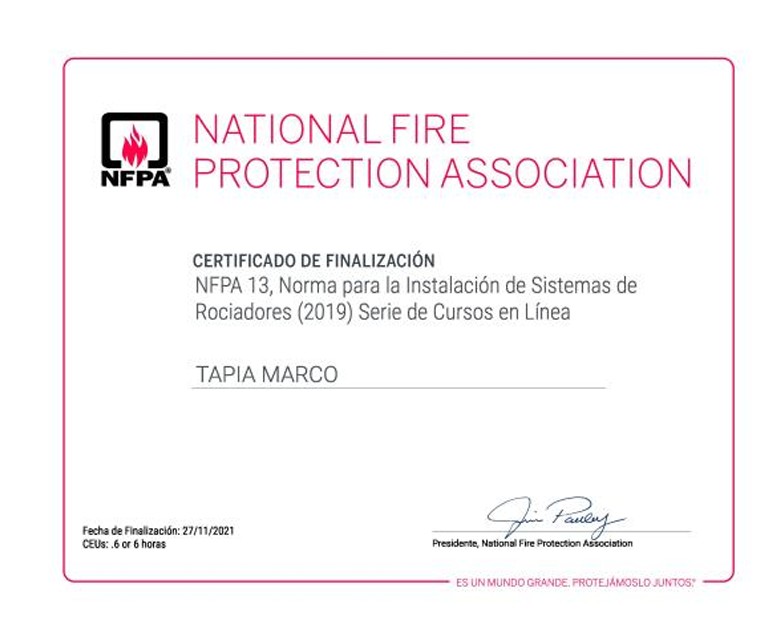 NFPA®
NATIONAL FIRE
PROTECTION ASSOCIATION
CERTIFICADO DE FINALIZACIÓN
NFPA 13, Norma para la Instalación de Sistemas de
Rociadores (2019) Serie de Cursos en Línea
TAPIA MARCO
Jim Pauley
Fecha de Finalización: 27/11/2021
CEUs: .6 or 6 horas
Presidente, National Fire Protection Association
ES UN MUNDO GRANDE. PROTEJÁMOSLO JUNTOS.®